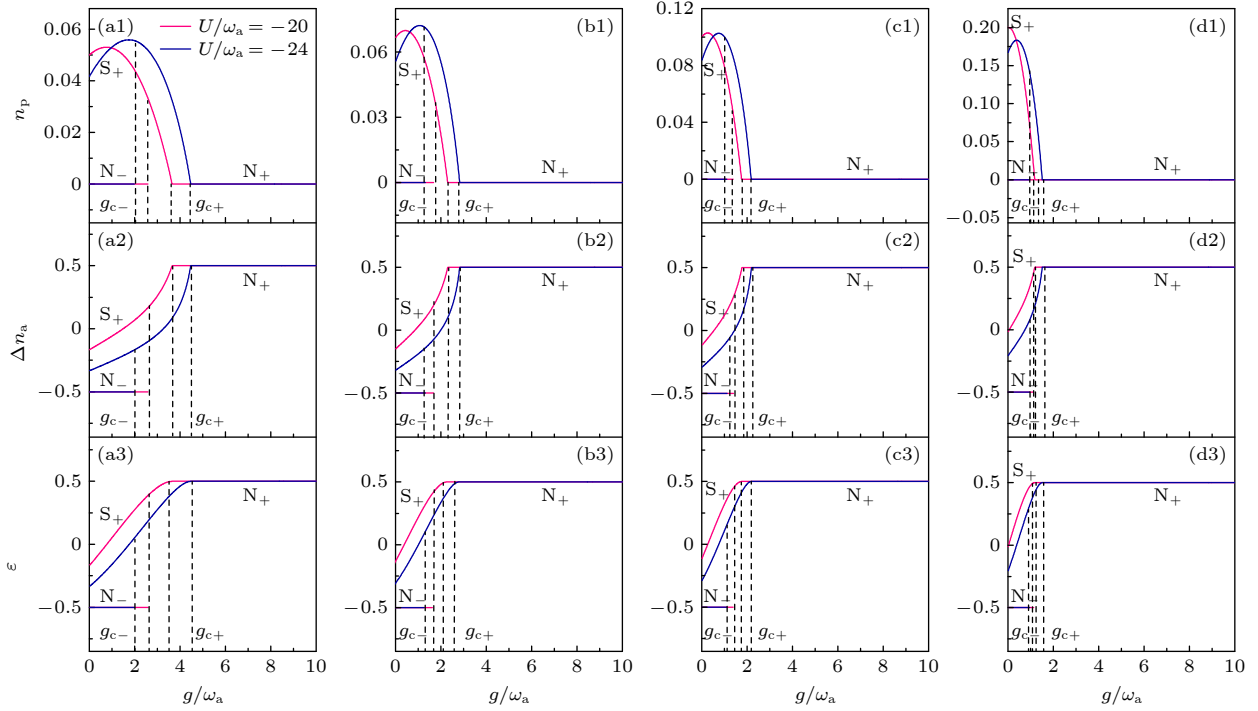 (a1)
U/ωa = −20
U/ωa = −24
S+
N−
N+
gc−
gc+
0.06
0.04
0.02
0
np
(b1)
S+
N−
N+
gc−
gc+
0.06
0.03
0
(c1)
S+
N−
N+
gc−
gc+
0.12
0.08
0.04
0
(d1)
S+
N
N+
gc−
gc+
0.20
0.15
0.10
0.05
0
−0.05
(a2)
S+
N−
N+
gc−
gc+
0.5
0
−0.5
Δna
(b2)
S+
N−
N+
gc−
gc+
0.5
0
−0.5
(c2)
S+
N−
N+
gc−
gc+
0.5
0
−0.5
(d2)
S+
N
N+
gc−
gc+
0.5
0
−0.5
(a3)
S+
N−
N+
gc−
gc+
0.5
0
−0.5
ε
0 2 4 6 8 10
g/ωa
(b3)
S+
N−
N+
gc−
gc+
0.5
0
−0.5
0 2 4 6 8 10
g/ωa
(c3)
S+
N−
N+
gc−
gc+
0.5
0
−0.5
0 2 4 6 8 10
g/ωa
(d3)
S+
N
N+
gc−
gc+
0.5
0
−0.5
0 2 4 6 8 10
g/ωa